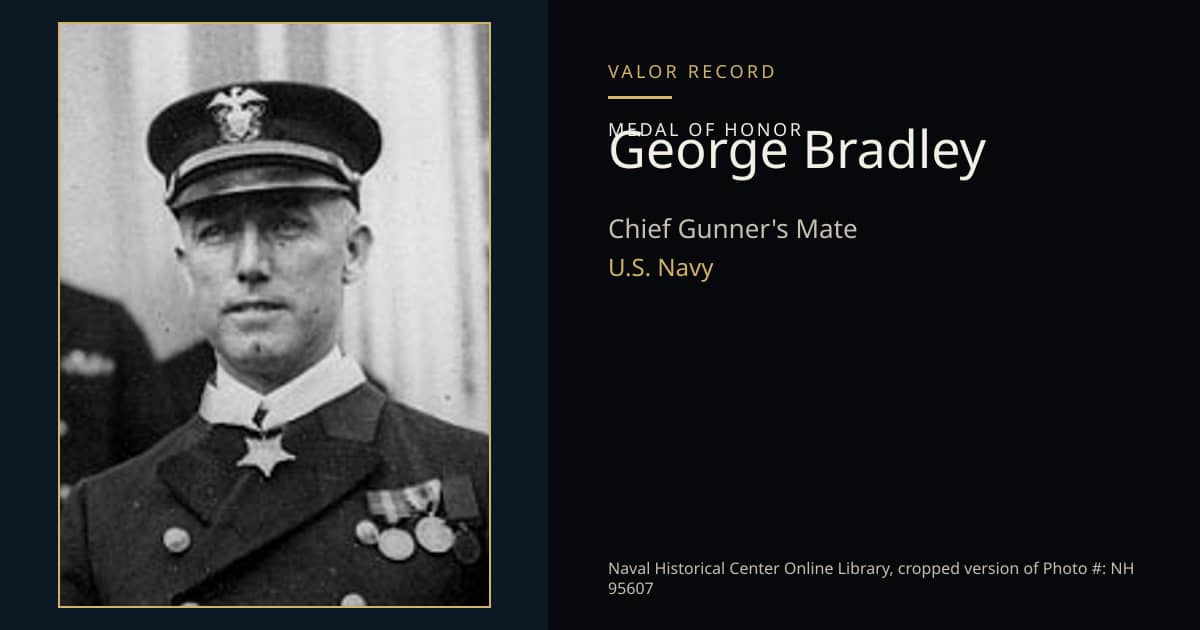 VALOR RECORD
MEDAL OF HONOR
George Bradley
Chief Gunner's Mate
U.S. Navy
Naval Historical Center Online Library, cropped version of Photo #: NH
95607